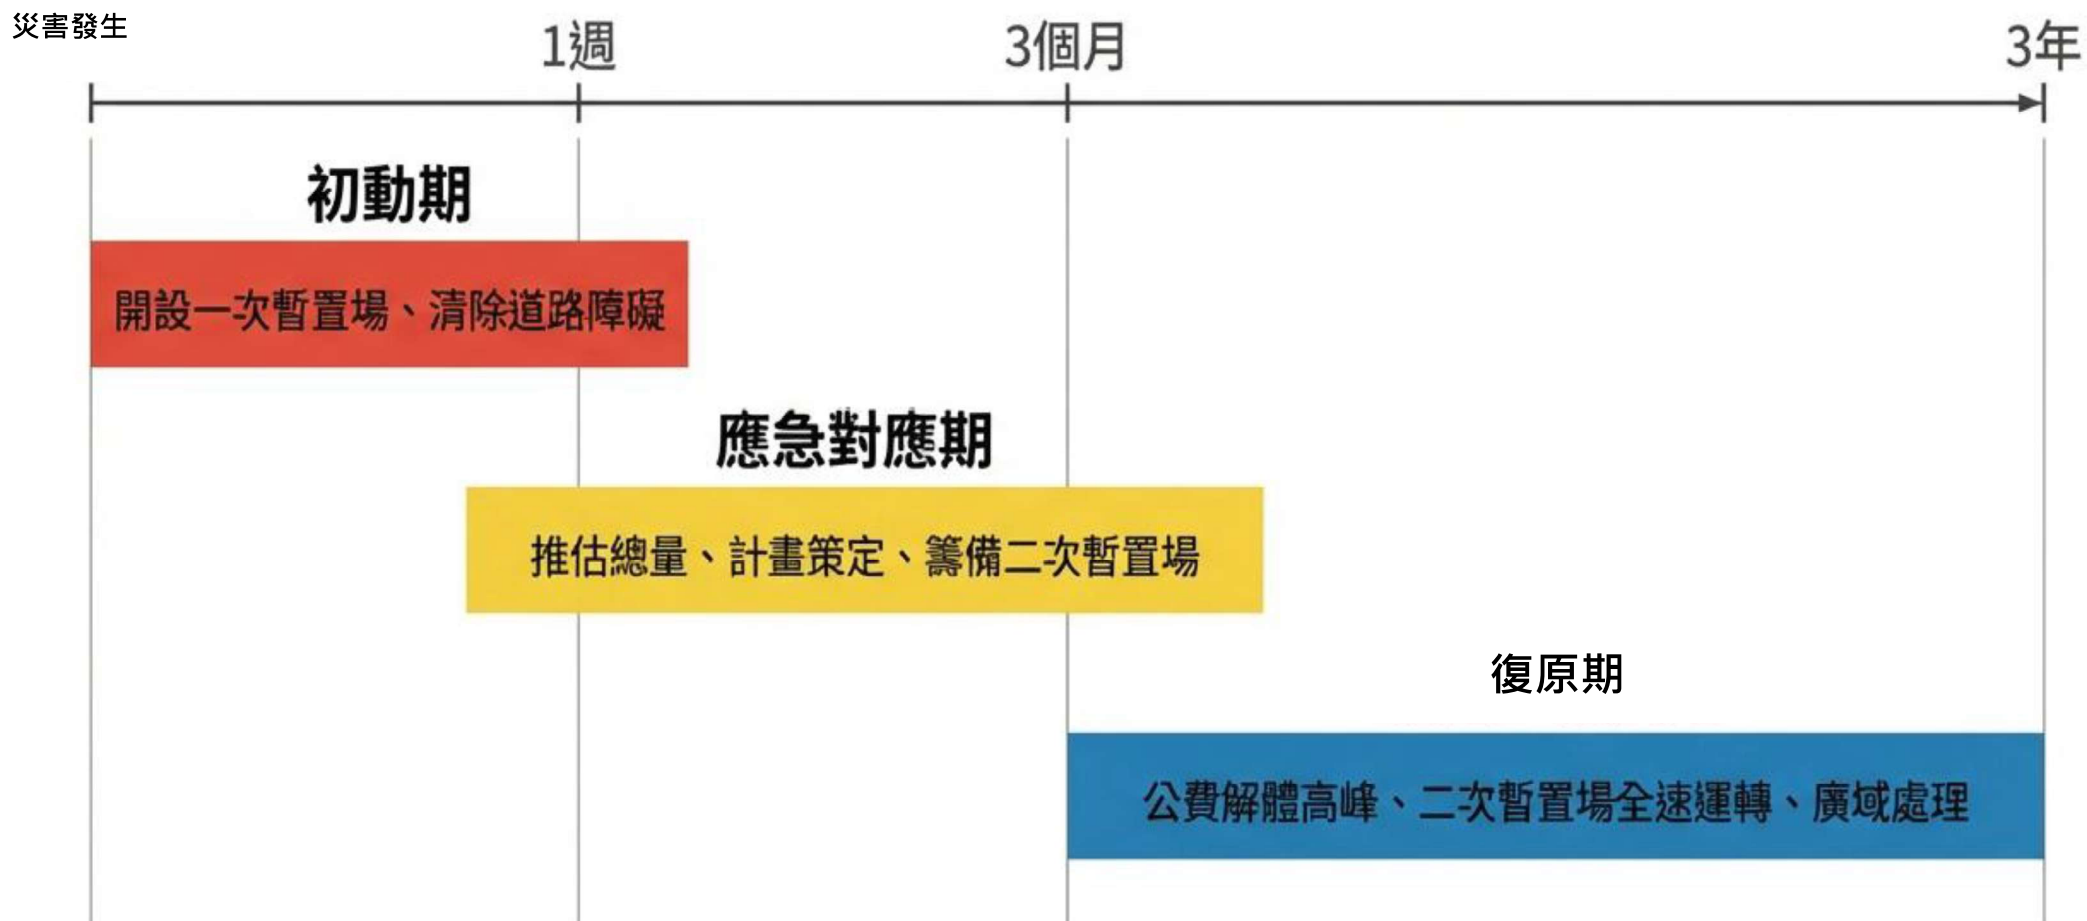 災害發生
1週
3個月
3年
初動期
開設一次暫置場、清除道路障礙
應急對應期
推估總量、計畫策定、籌備二次暫置場
復原期
公費解體高峰、二次暫置場全速運轉、廣域處理